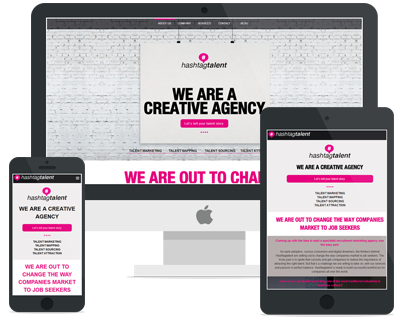 ABOUT US COMPANY SERVICES CONTACT BLOG
hashtagtalent
WE ARE A
CREATIVE AGENCY
Let's tell your talent story
TALENT MARKETING TALENT MAPPING TALENT SOURCING TALENT ATTRACTION
WE ARE OUT TO CHAN
hashtagtalent
WE ARE A CREATIVE
AGENCY
Let's tell your talent story
TALENT MARKETING
TALENT MAPPING
TALENT SOURCING
TALENT ATTRACTION
WE ARE OUT TO
CHANGE THE WAY
COMPANIES MARKET
TO JOB SEEKERS
hashtagtalent
WE ARE A CREATIVE AGENCY
Let's tell your talent story
TALENT MARKETING
TALENT MAPPING
TALENT SOURCING
TALENT ATTRACTION
WE ARE OUT TO CHANGE THE WAY COMPANIES
MARKET TO JOB SEEKERS